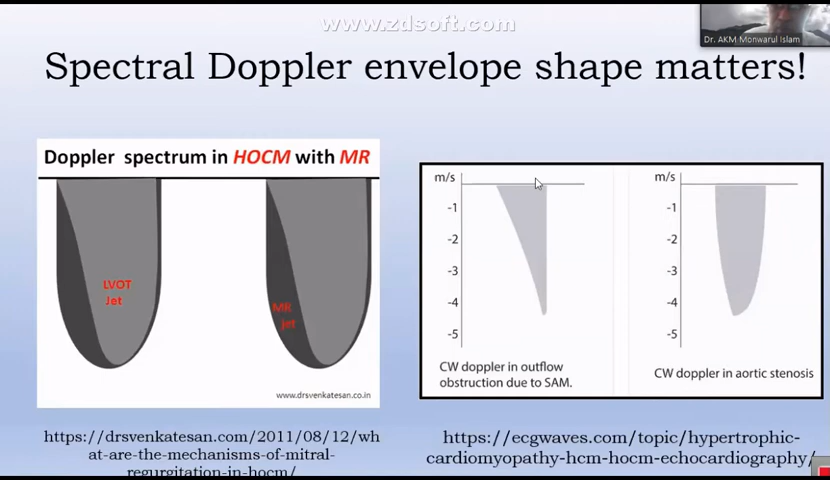 www.zdsoft.com
Dr. AKM Monwarul Islam
Spectral Doppler envelope shape matters!
Doppler spectrum in HOCM with MR
LVOT
Jet
MR
jet
www.drsvenkatesan.co.in
m/s
-1
-2
-3
-4
-5
CW doppler in outflow
obstruction due to SAM.
m/s
-1
-2
-3
-4
-5
CW doppler in aortic stenosis
https://drsvenkatesan.com/2011/08/12/wh
at-are-the-mechanisms-of-mitral-
regurgitation-in-hocm/
https://ecgwaves.com/topic/hypertrophic-
cardiomyopathy-hcm-hocm-echocardiography/